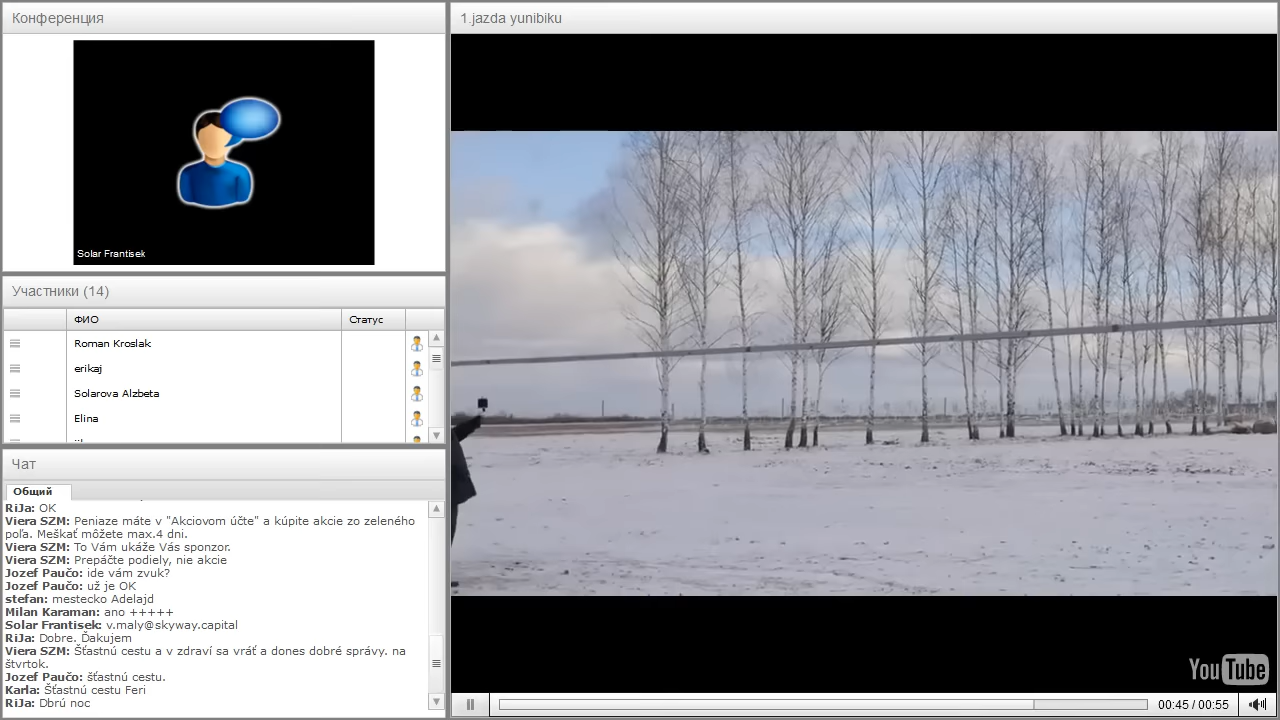 Конференция
Solar Frantisek
Участники (14)
ФИО
Статус
Roman Kroslak
erikaj
Solarova Alzbeta
Elina
Чат
Общий
RiJa: OK
Viera SZM: Peniaze máte v "Akciovom účte" a kúpite akcie zo zeleného
poľa. Meškať môžete max.4 dni.
Viera SZM: To Vám ukáže Vás sponzor.
Viera SZM: Prepáčte podiely, nie akcie
Jozef Paučo: ide vám zvuk?
Jozef Paučo: už je OK
stefan: mestecko Adelajd
Milan Karaman: ano +++++
Solar Frantisek: v.maly@skyway.capital
RiJa: Dobre. Ďakujem
Viera SZM: Šťastnú cestu a v zdraví sa vráť a dones dobré správy. na
štvrtok.
Jozef Paučo: šťastnú cestu.
Karla: Šťastnú cestu Feri
RiJa: Dbrú noc
1.jazda yunibiku
YouTube
00:45 / 00:55